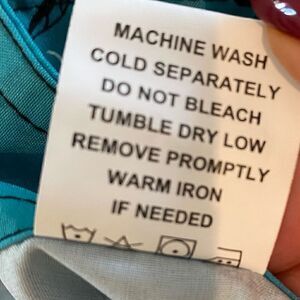 MACHINE WASH
COLD SEPARATELY
DO NOT BLEACH
TUMBLE DRY LOW
REMOVE PROMPTLY
WARM IRON
IF NEEDED